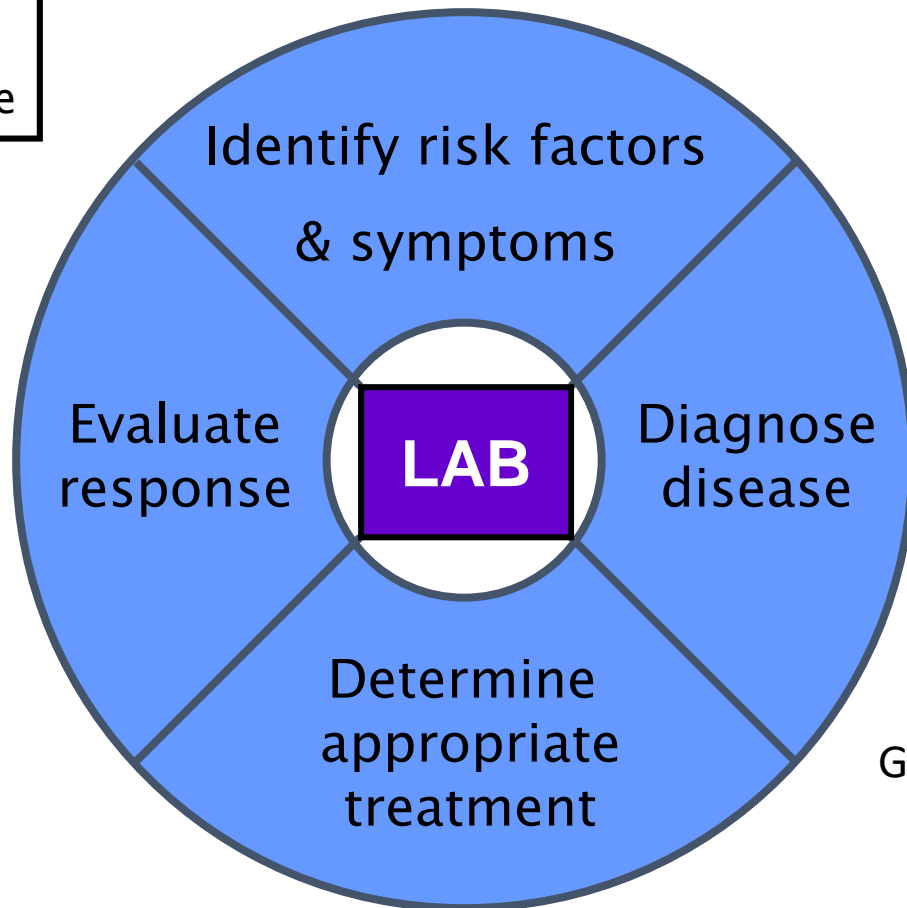 e
Identify risk factors
& symptoms
Evaluate
response
LAB
Diagnose
disease
Determine
appropriate
treatment
G